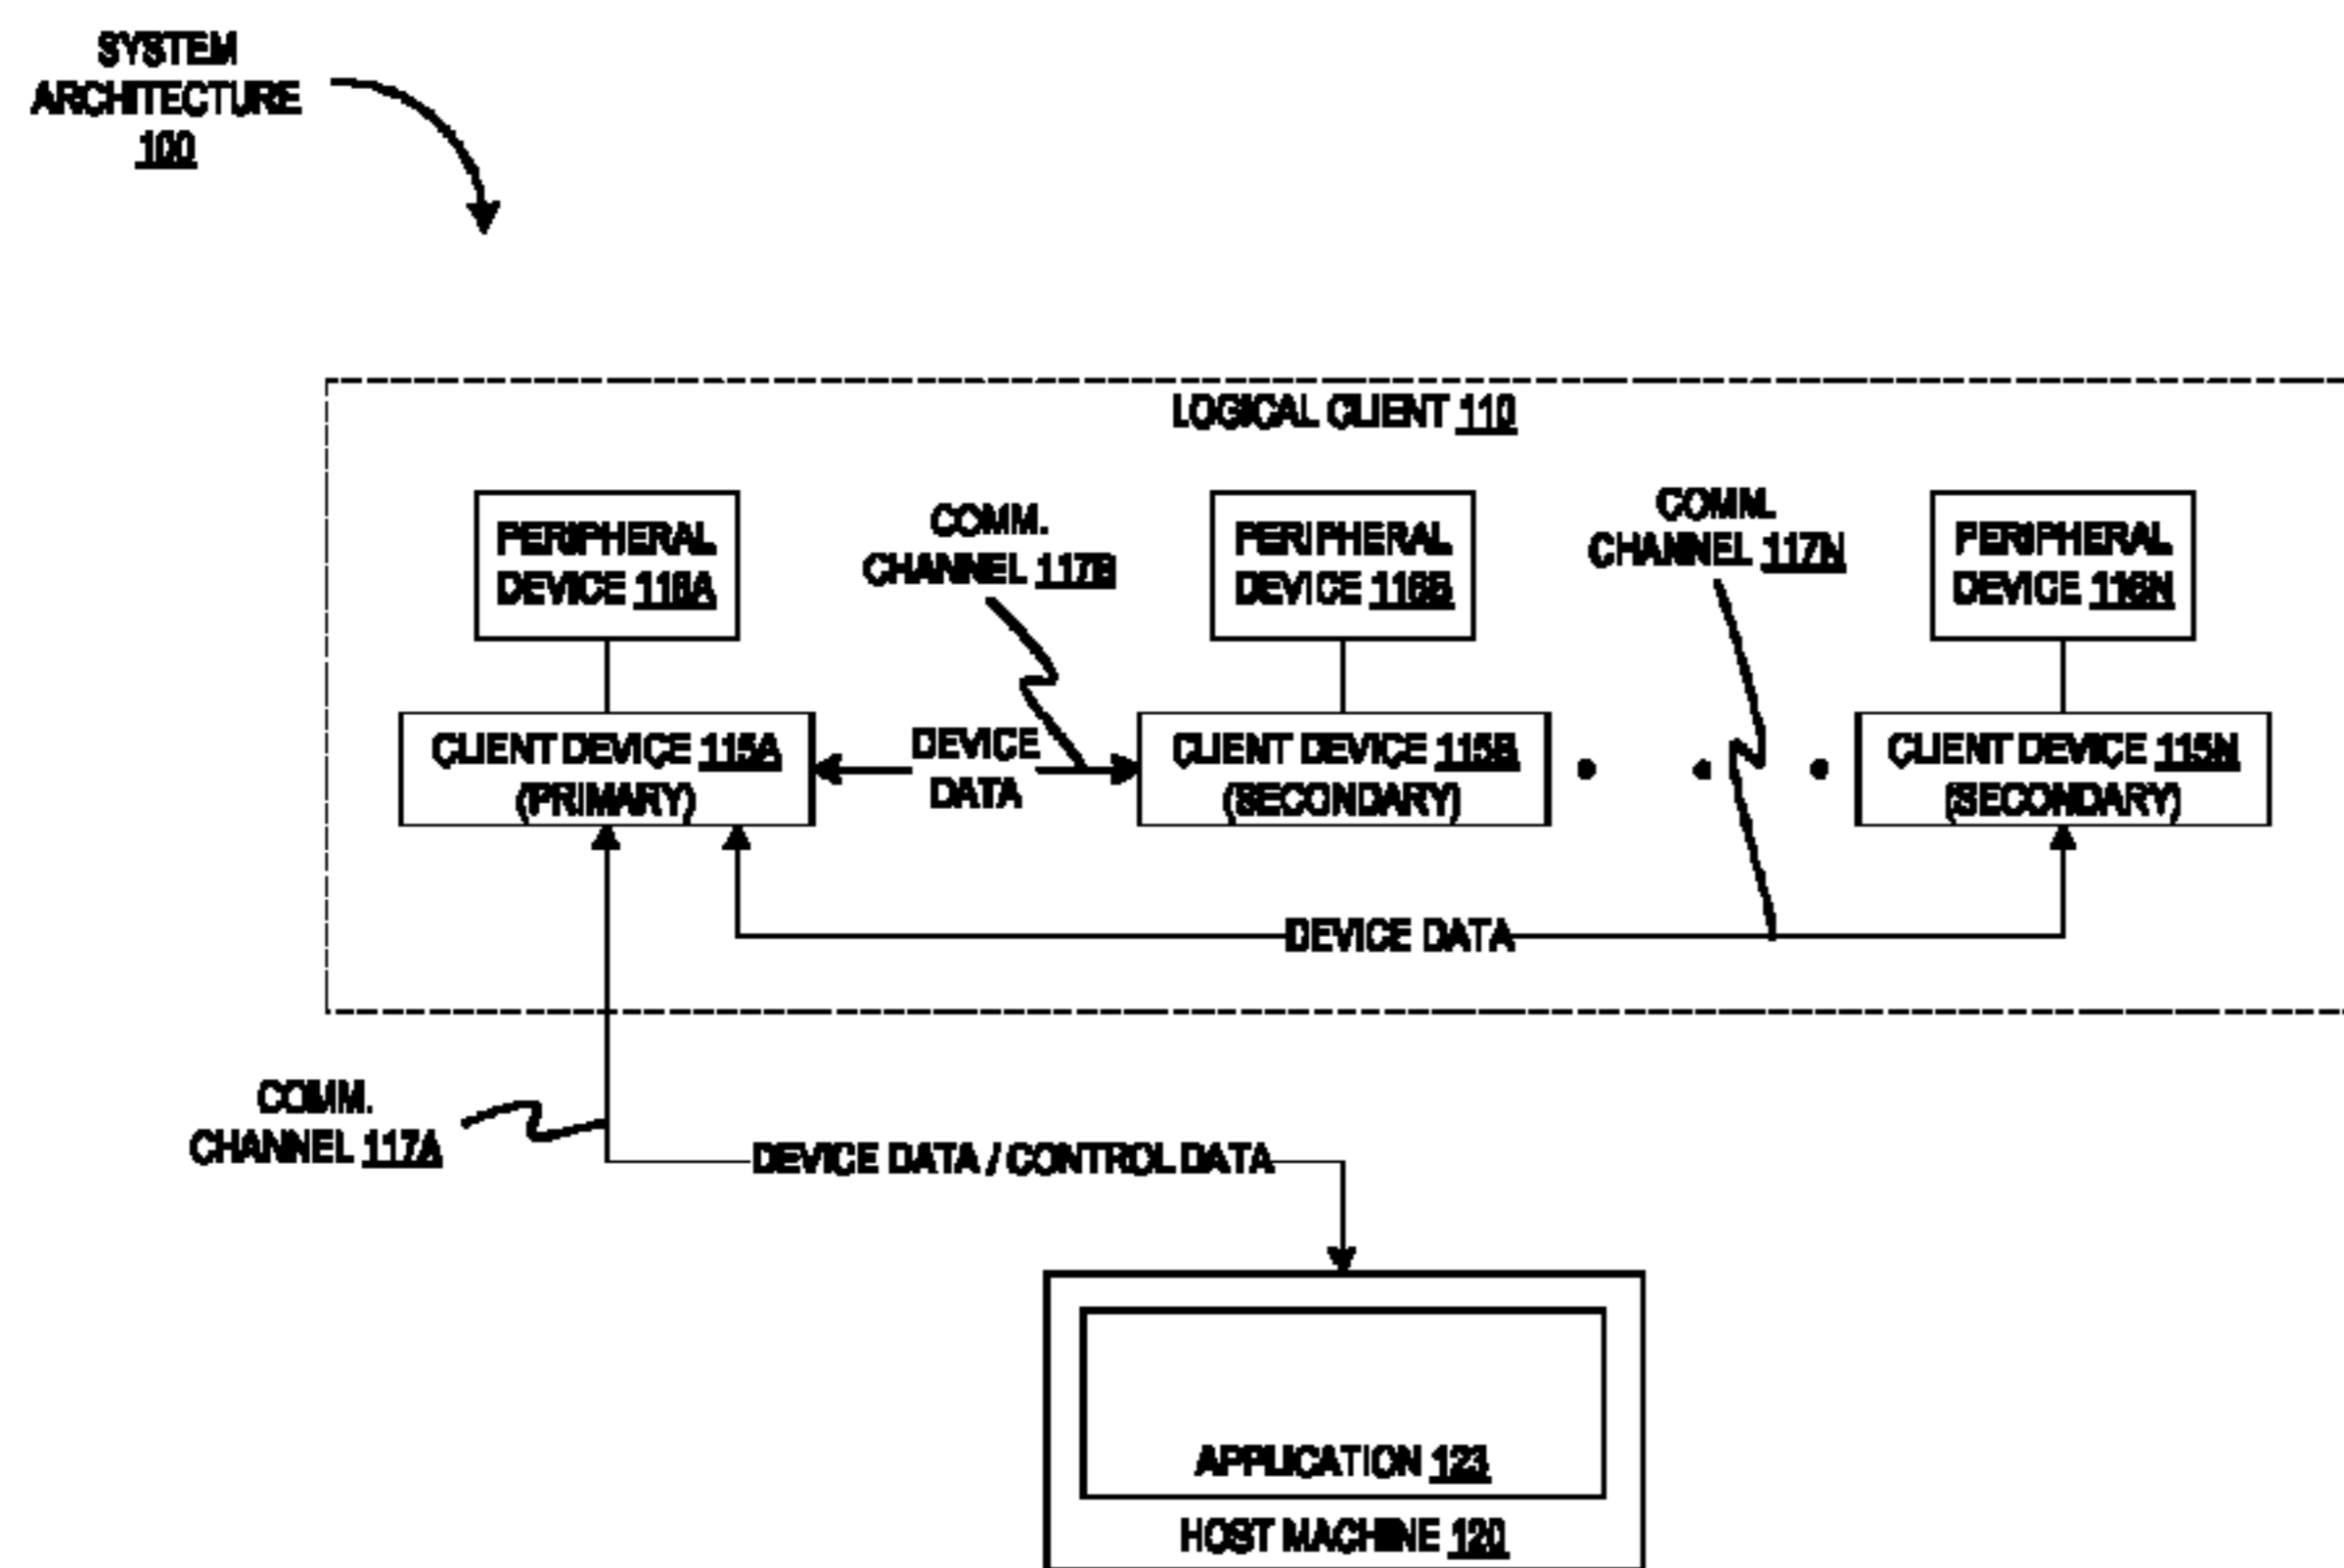 SYSTEM
ARCHITECTURE
100
LOGICAL CLIENT 110
PERIPHERAL
DEVICE 116A
COMM.
CHANNEL 117B
PERIPHERAL
DEVICE 116B
COMM.
CHANNEL 117N
PERIPHERAL
DEVICE 116N
CLIENT DEVICE 115A
(PRIMARY)
DEVICE
DATA
CLIENT DEVICE 115B
(SECONDARY)
CLIENT DEVICE 115N
(SECONDARY)
DEVICE DATA
COMM.
CHANNEL 117A
DEVICE DATA / CONTROL DATA
APPLICATION 123
HOST MACHINE 120